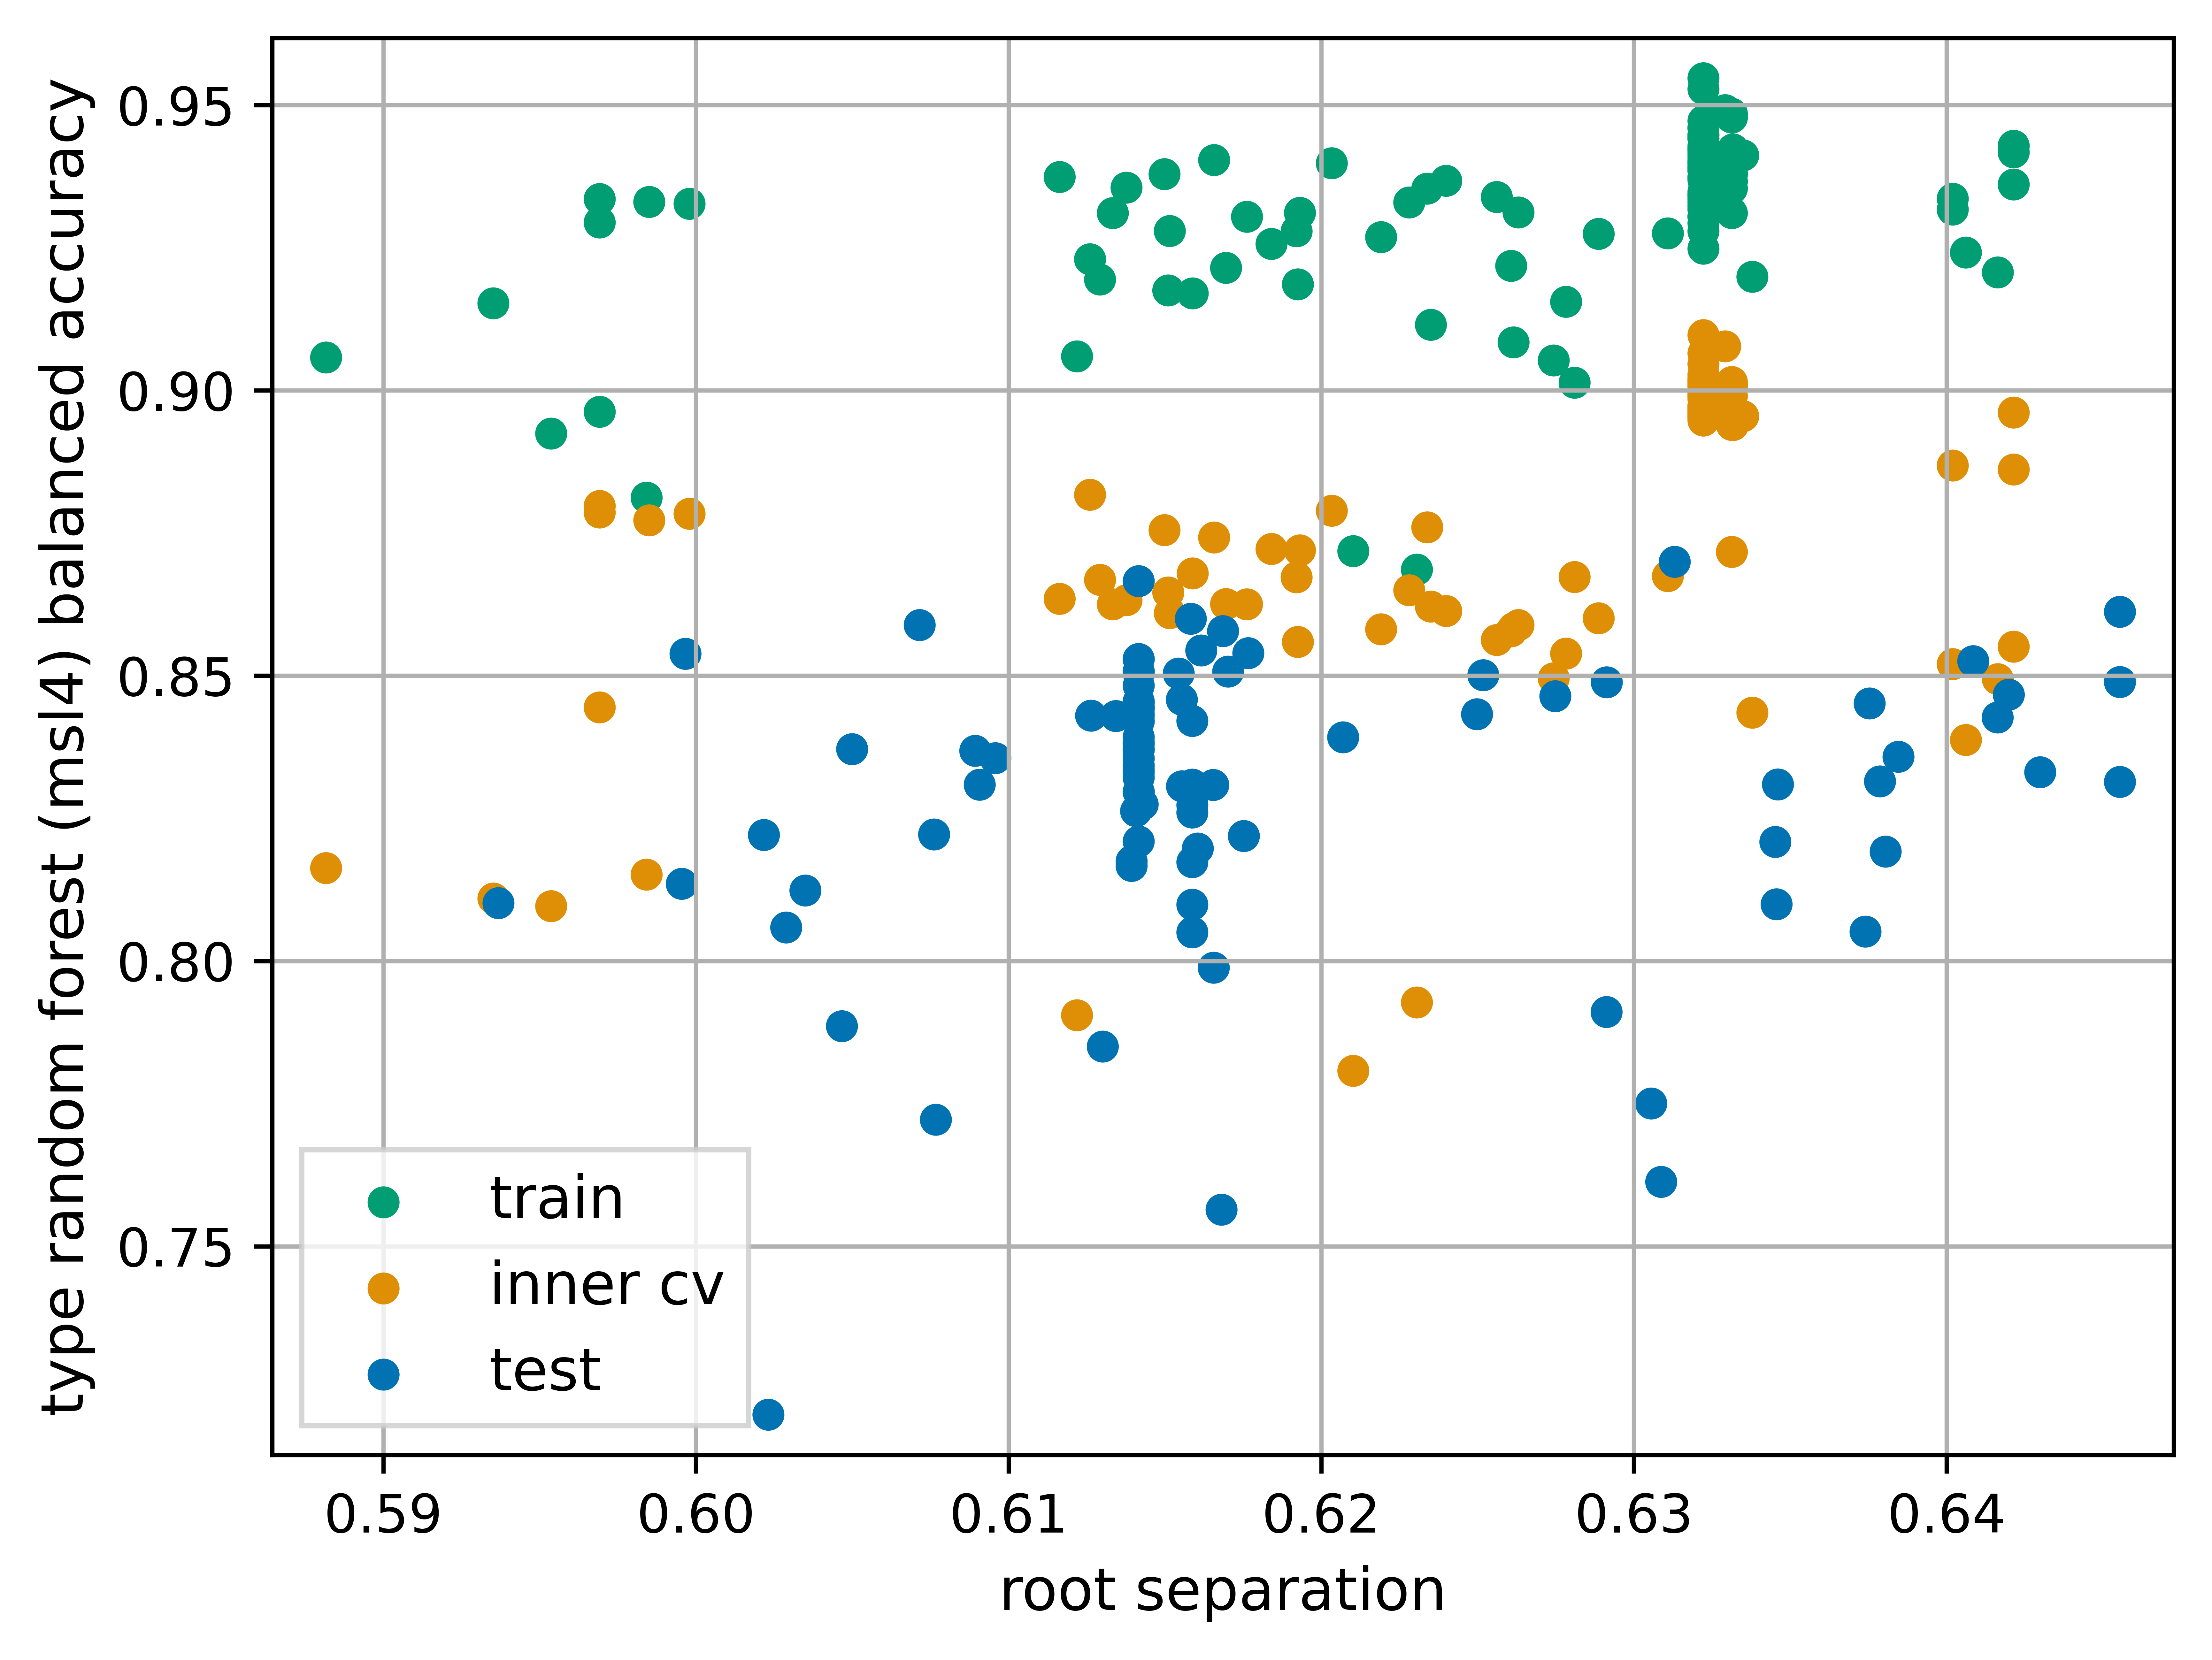 type random forest (msl4) balanced accuracy
0.95
0.90
0.85
0.80
0.75
train
inner cv
test
0.59 0.60 0.61 0.62 0.63 0.64
root separation